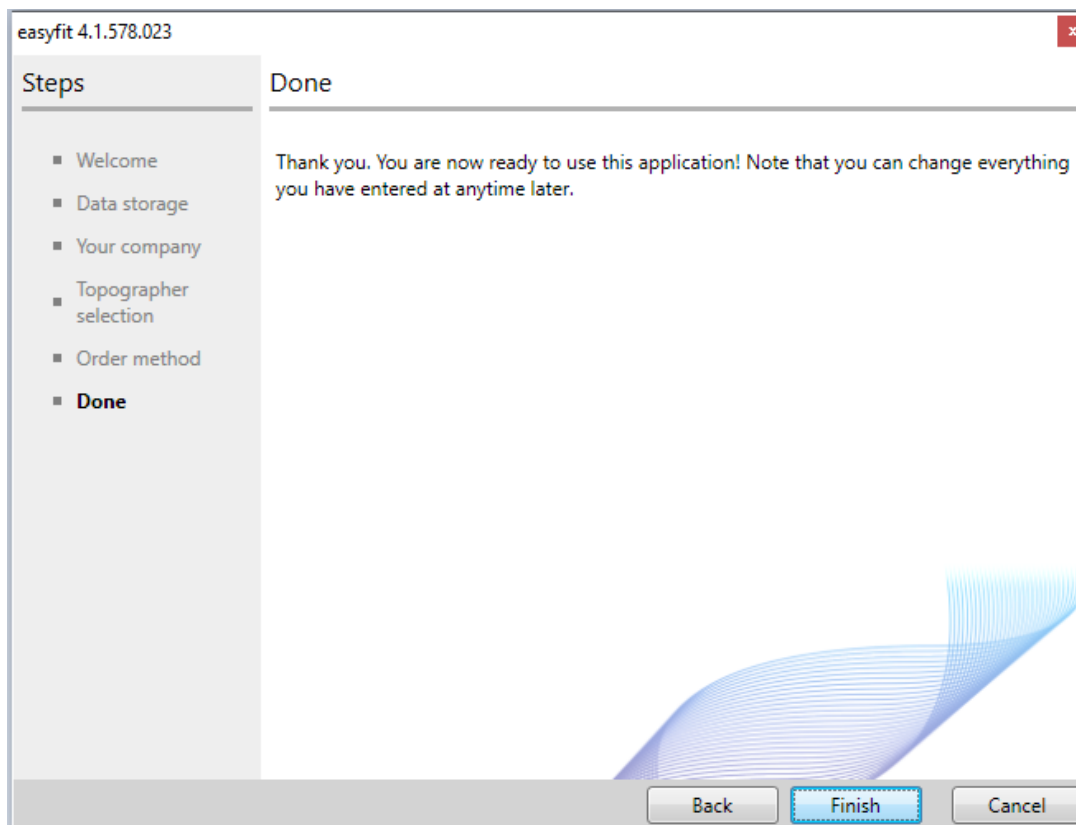 easyfit 4.1.578.023
x
Steps
Welcome
Data storage
Your company
Topographer
selection
Order method
Done
Done
Thank you. You are now ready to use this application! Note that you can change everything
you have entered at anytime later.
Back
Finish
Cancel